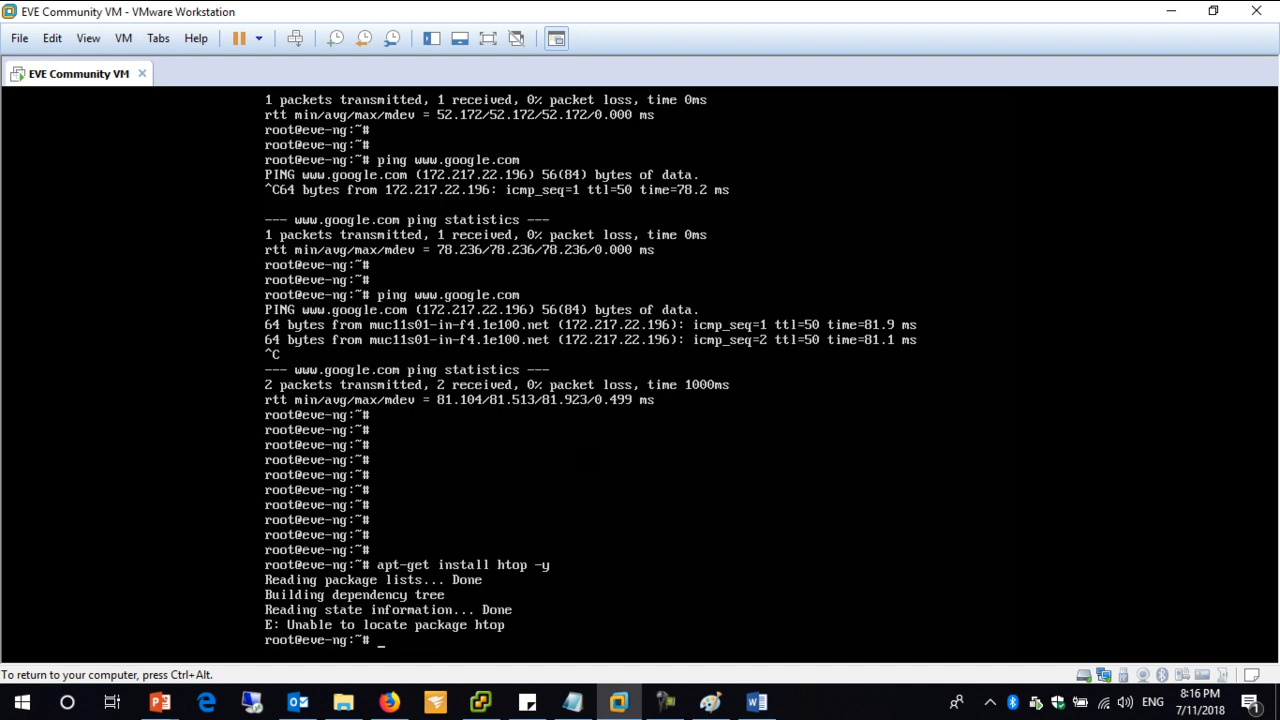 EVE Community VM - VMware Workstation
File Edit View VM Tabs Help
EVE Community VM
1 packets transmitted, 1 received, 0% packet loss, time 0ms
rtt min/avg/max/mdev = 52.172/52.172/52.172/0.000 ms
root@eve-ng:~#
root@eve-ng:~#
root@eve-ng:~# ping www.google.com
PING www.google.com (172.217.22.196) 56(84) bytes of data.
^C64 bytes from 172.217.22.196: icmp_seq=1 ttl=50 time=78.2 ms
--- www.google.com ping statistics ---
1 packets transmitted, 1 received, 0% packet loss, time 0ms
rtt min/avg/max/mdev = 78.236/78.236/78.236/0.000 ms
root@eve-ng:~#
root@eve-ng:~#
root@eve-ng:~# ping www.google.com
PING www.google.com (172.217.22.196) 56(84) bytes of data.
64 bytes from muc11s01-in-f4.1e100.net (172.217.22.196): icmp_seq=1 ttl=50 time=81.9 ms
64 bytes from muc11s01-in-f4.1e100.net (172.217.22.196): icmp_seq=2 ttl=50 time=81.1 ms
^C
--- www.google.com ping statistics ---
2 packets transmitted, 2 received, 0% packet loss, time 1000ms
rtt min/avg/max/mdev = 81.104/81.513/81.923/0.499 ms
root@eve-ng:~#
root@eve-ng:~#
root@eve-ng:~#
root@eve-ng:~#
root@eve-ng:~#
root@eve-ng:~#
root@eve-ng:~#
root@eve-ng:~#
root@eve-ng:~#
root@eve-ng:~#
root@eve-ng:~# apt-get install htop -y
Reading package lists... Done
Building dependency tree
Reading state information... Done
E: Unable to locate package htop
root@eve-ng:~# _
To return to your computer, press Ctrl+Alt.
ENG
8:16 PM
7/11/2018
1